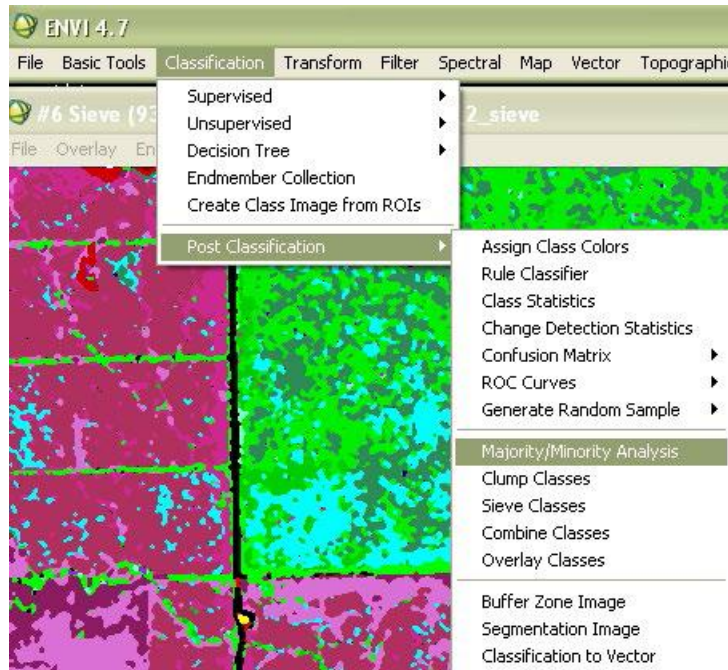 ENVI 4.7
File Basic Tools Classification Transform Filter Spectral Map Vector Topographi
#6 Sieve (93 2_sieve
File Overlay En
Supervised
Unsupervised
Decision Tree
Endmember Collection
Create Class Image from ROIs
Post Classification
Assign Class Colors
Rule Classifier
Class Statistics
Change Detection Statistics
Confusion Matrix
ROC Curves
Generate Random Sample
Majority/Minority Analysis
Clump Classes
Sieve Classes
Combine Classes
Overlay Classes
Buffer Zone Image
Segmentation Image
Classification to Vector